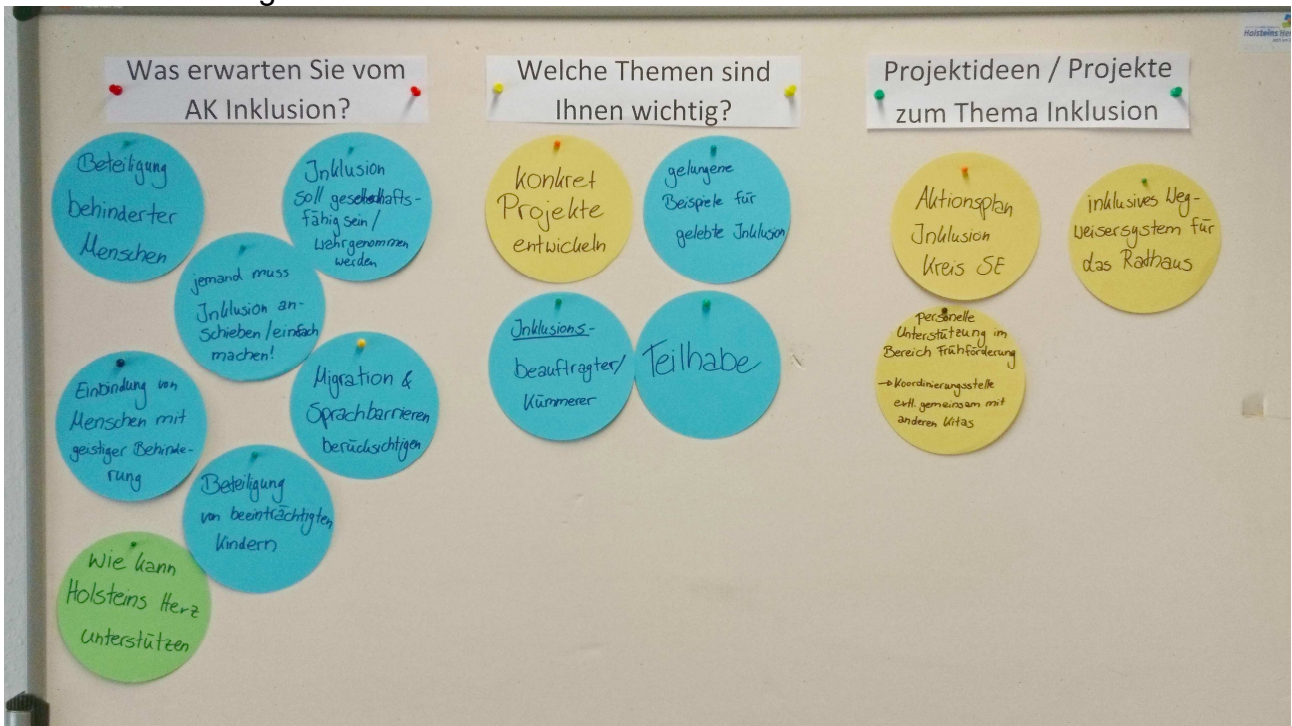 Was erwarten Sie vom
AK Inklusion?
Beteiligung
behinderter
Menschen
Inklusion
soll gesellschafts-
fähig sein/
wahrgenommen
werden
jemand muss
Inklusion an-
schieben/einfach
machen!
Einbindung von
Menschen mit
geistiger Behinde-
rung
Migration &
Sprachbarrieren
berücksichtigen
Beteiligung
von beeinträchtigten
Kindern
Wie kann
Holsteins Herz
unterstützen
Welche Themen sind
Ihnen wichtig?
konkret
Projekte
entwickeln
gelungene
Beispiele für
gelebte Inklusion
Inklusions-
beauftragter/
Kümmerer
Teilhabe
Projektideen / Projekte
zum Thema Inklusion
Aktionsplan
Inklusion
Kreis SE
inklusives Weg-
weisersystem für
das Rathaus
personelle
Unterstützung im
Bereich Frühförderung
→ Koordinierungsstelle
evtl. gemeinsam mit
anderen Kitas
Holsteins